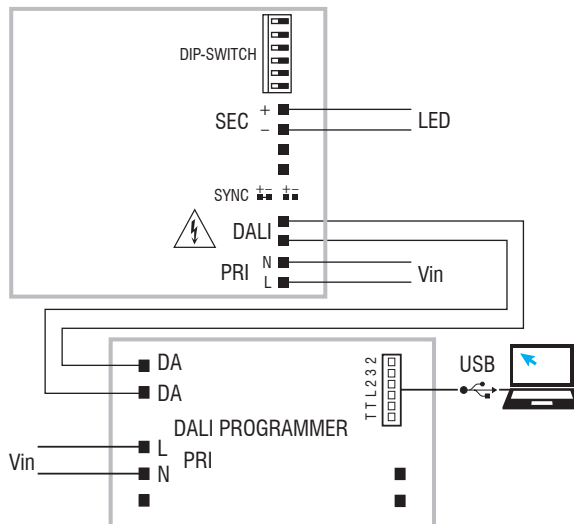 DIP-SWITCH
+
SEC
LED
−
SYNC +− +−
DALI
N
PRI
Vin
L
DA
TTL232
USB
DA
DALI PROGRAMMER
L
Vin
PRI
N